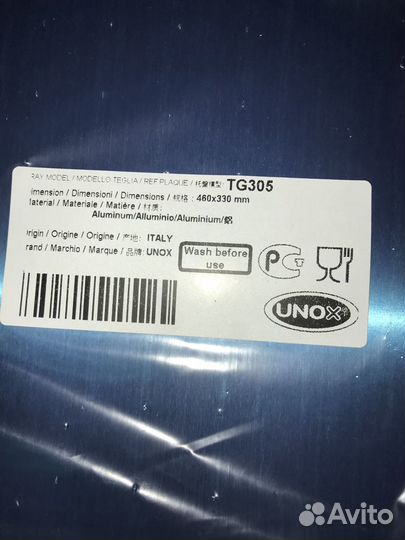 RAY MODEL / MODELLO TEGLIA / REF PLAQUE / 托盤模型: TG305
imension / Dimensioni / Dimensions / 规格: 460x330 mm
laterial / Materiale / Matière / 材质:
Aluminum/Alluminio/Aluminium/鋁
rigin / Origine / Origine / 产地: ITALY
rand / Marchio / Marque / 品牌: UNOX
Wash before
use
UNOX
Avito